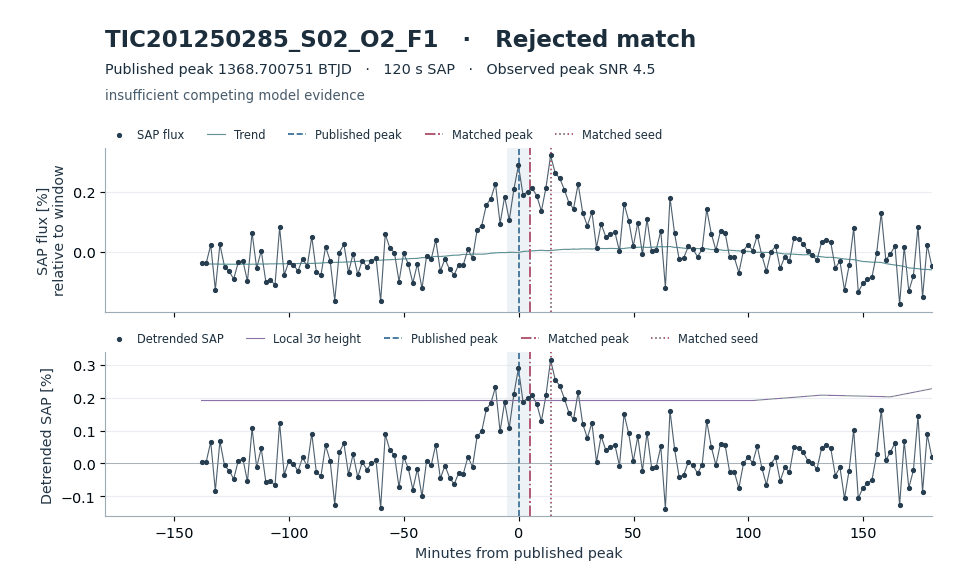 TIC201250285_S02_O2_F1 · Rejected match
Published peak 1368.700751 BTJD · 120 s SAP · Observed peak SNR 4.5
insufficient competing model evidence
SAP flux Trend Published peak Matched peak Matched seed
SAP flux [%]
relative to window
0.2
0.0
Detrended SAP Local 3σ height Published peak Matched peak Matched seed
Detrended SAP [%]
0.3
0.2
0.1
0.0
−0.1
−150 −100 −50 0 50 100 150
Minutes from published peak